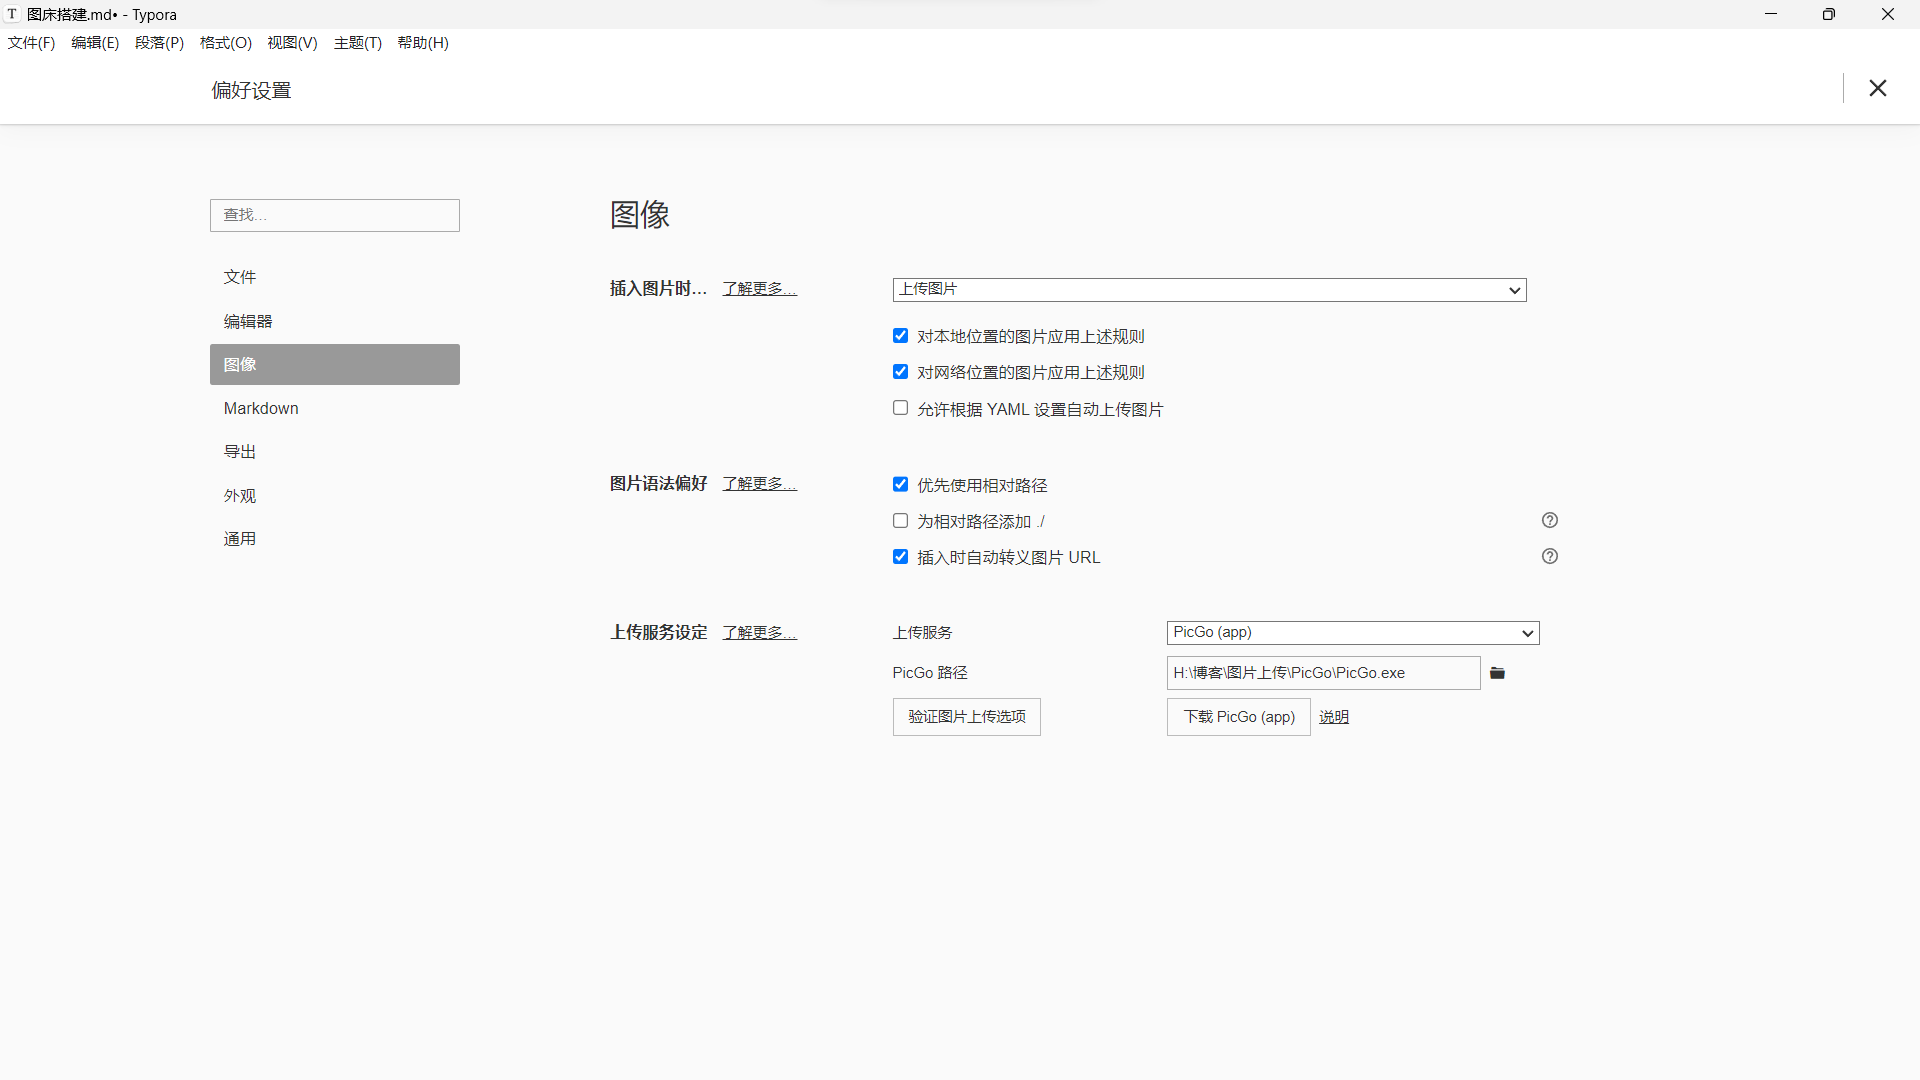 T 图床搭建.md• - Typora
文件(F) 编辑(E) 段落(P) 格式(O) 视图(V) 主题(T) 帮助(H)
偏好设置
查找...
文件
编辑器
图像
Markdown
导出
外观
通用
图像
插入图片时... 了解更多... 上传图片
对本地位置的图片应用上述规则
对网络位置的图片应用上述规则
允许根据 YAML 设置自动上传图片
图片语法偏好 了解更多... 优先使用相对路径
为相对路径添加 ./
插入时自动转义图片 URL
上传服务设定 了解更多... 上传服务 PicGo (app)
PicGo 路径 H:\博客\图片上传\PicGo\PicGo.exe
验证图片上传选项 下载 PicGo (app) 说明